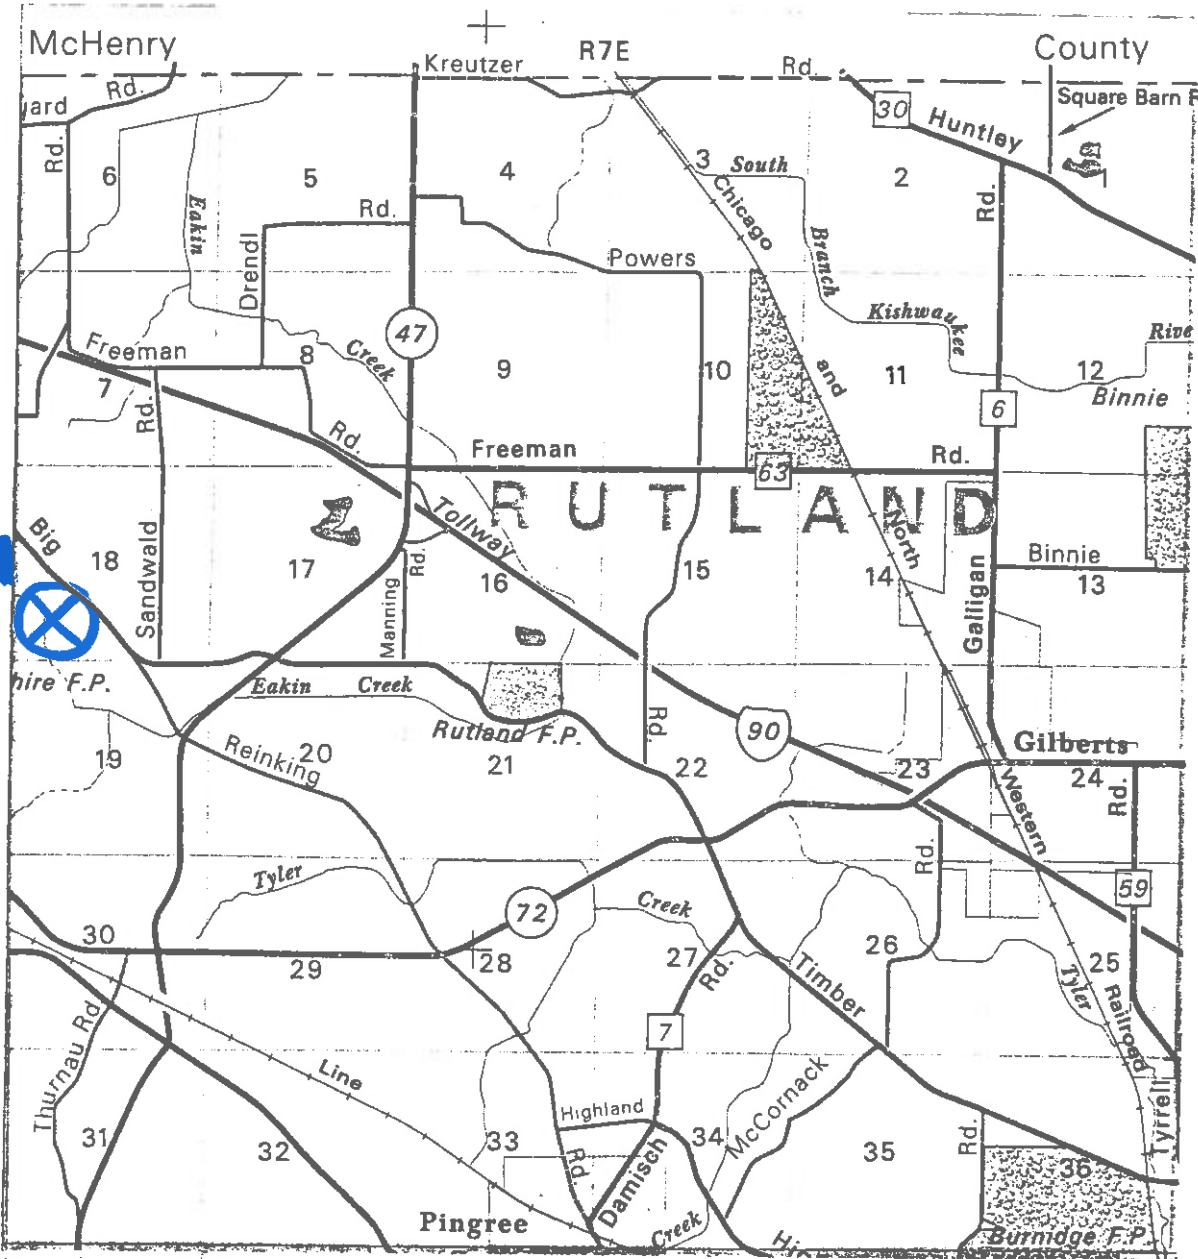 McHenry
R7E
County
Kreutzer
Rd.
Rd.
ard
Square Barn R
30
Huntley
Rd.
6
5
4
3
South
2
1
Chicago
Eakin
Rd.
Rd.
Branch
Drendl
Powers
47
Kishwaukee
Rive
Freeman
8
Creek
9
10
and
11
12
7
Binnie
Rd.
6
Rd.
Freeman
63
Rd.
RUTLAND
Big
Tollway
North
18
17
Rd.
16
15
14
Binnie
13
Sandwald
Manning
Galligan
hire F.P.
Eakin Creek
Rutland F.P.
Rd.
90
Gilberts
19
Reinking
20
21
22
23
24
Western
Rd.
Rd.
Tyler
59
72
Creek
30
29
28
27
Rd.
26
25
Timber
Tyler
Railroad
Thurnau Rd
7
Line
McCornack
Tyrrell
Highland
31
32
33
34
35
Rd.
36
Rd.
Damisch
Pingree
Creek
Burnidge F.P.